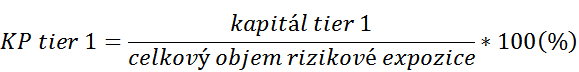 KP tier 1 = kapitál tier 1 / celkový objem rizikové expozice * 100(%)